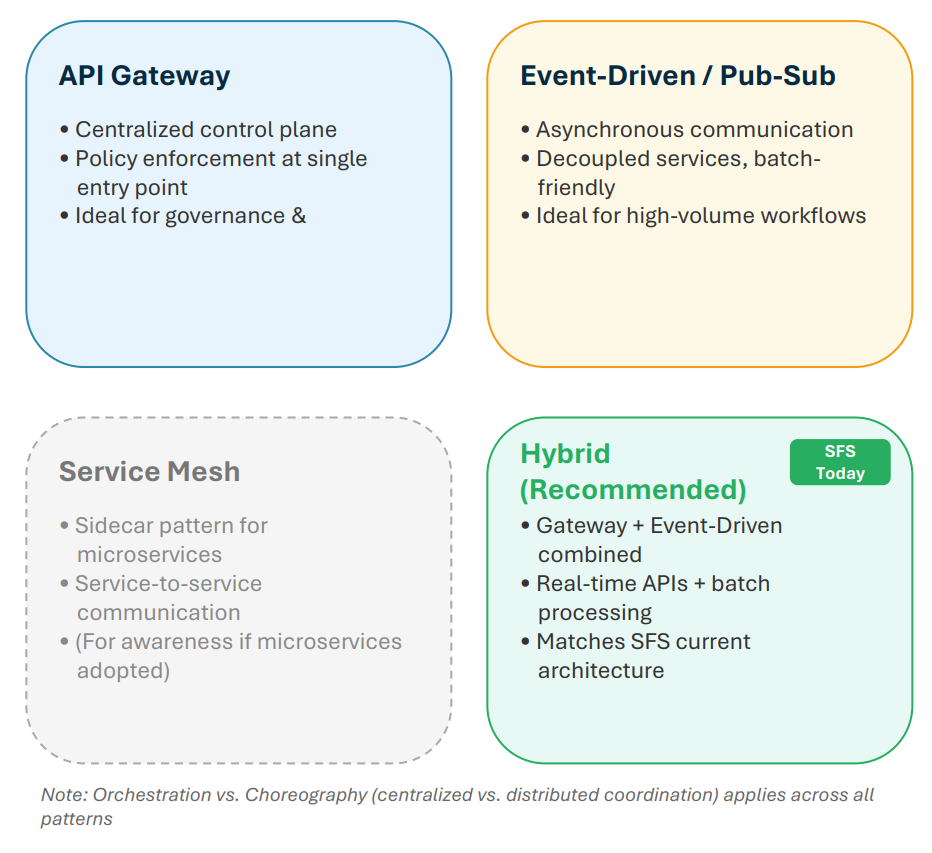 API Gateway
• Centralized control plane
• Policy enforcement at single
entry point
• Ideal for governance &
Event-Driven / Pub-Sub
• Asynchronous communication
• Decoupled services, batch-
friendly
• Ideal for high-volume workflows
Service Mesh
• Sidecar pattern for
microservices
• Service-to-service
communication
• (For awareness if microservices
adopted)
Hybrid
(Recommended)
SFS
Today
• Gateway + Event-Driven
combined
• Real-time APIs + batch
processing
• Matches SFS current
architecture
Note: Orchestration vs. Choreography (centralized vs. distributed coordination) applies across all
patterns